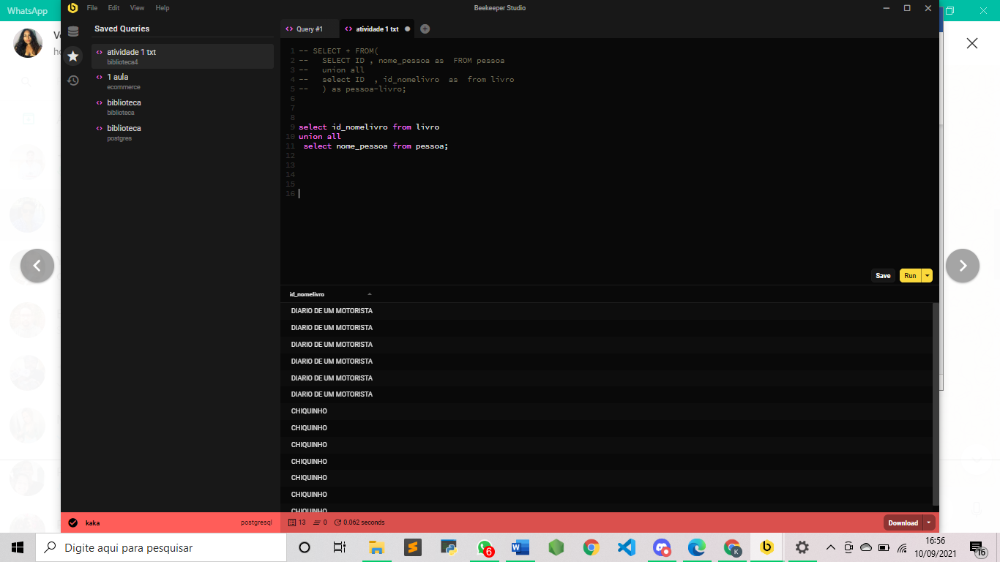 WhatsApp
File Edit View Help
Beekeeper Studio
Saved Queries
atividade 1 txt
biblioteca4
1 aula
ecommerce
biblioteca
biblioteca
biblioteca
postgres
Query #1
atividade 1 txt
1 -- SELECT + FROM(
2 --   SELECT ID , nome_pessoa as  FROM pessoa
3 --   union all
4 --   select ID  , id_nomelivro  as  from livro
5 --   ) as pessoa-livro;
6
7
8
9 select id_nomelivro from livro
10 union all
11  select nome_pessoa from pessoa;
12
13
14
15
16
Save Run
id_nomelivro
DIARIO DE UM MOTORISTA
DIARIO DE UM MOTORISTA
DIARIO DE UM MOTORISTA
DIARIO DE UM MOTORISTA
DIARIO DE UM MOTORISTA
DIARIO DE UM MOTORISTA
CHIQUINHO
CHIQUINHO
CHIQUINHO
CHIQUINHO
CHIQUINHO
CHIQUINHO
CHIQUINHO
kaka postgresql 13 0 0.062 seconds Download
Digite aqui para pesquisar
6
K
16:56
10/09/2021
16